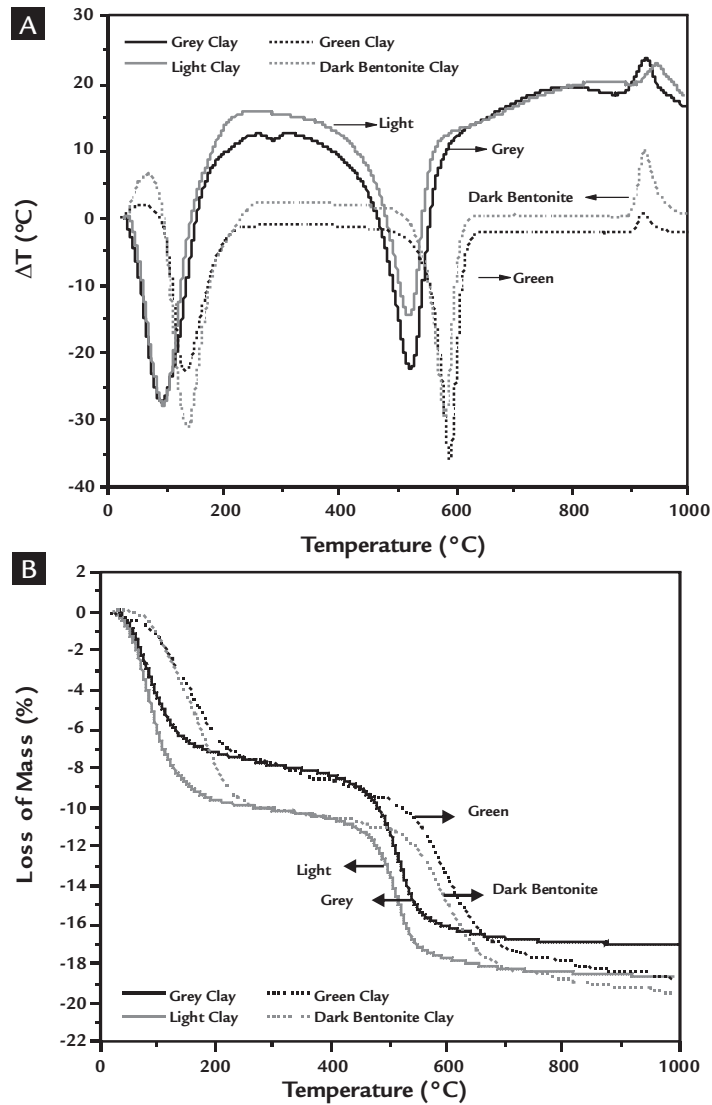 A
30
20
10
0
-10
-20
-30
-40
ΔT (°C)
Grey Clay
Green Clay
Light Clay
Dark Bentonite Clay
Light
Grey
Dark Bentonite
Green
0 200 400 600 800 1000
Temperature (°C)
B
2
0
-2
-4
-6
-8
-10
-12
-14
-16
-18
-20
-22
Loss of Mass (%)
Green
Light
Dark Bentonite
Grey
Grey Clay
Green Clay
Light Clay
Dark Bentonite Clay
0 200 400 600 800 1000
Temperature (°C)